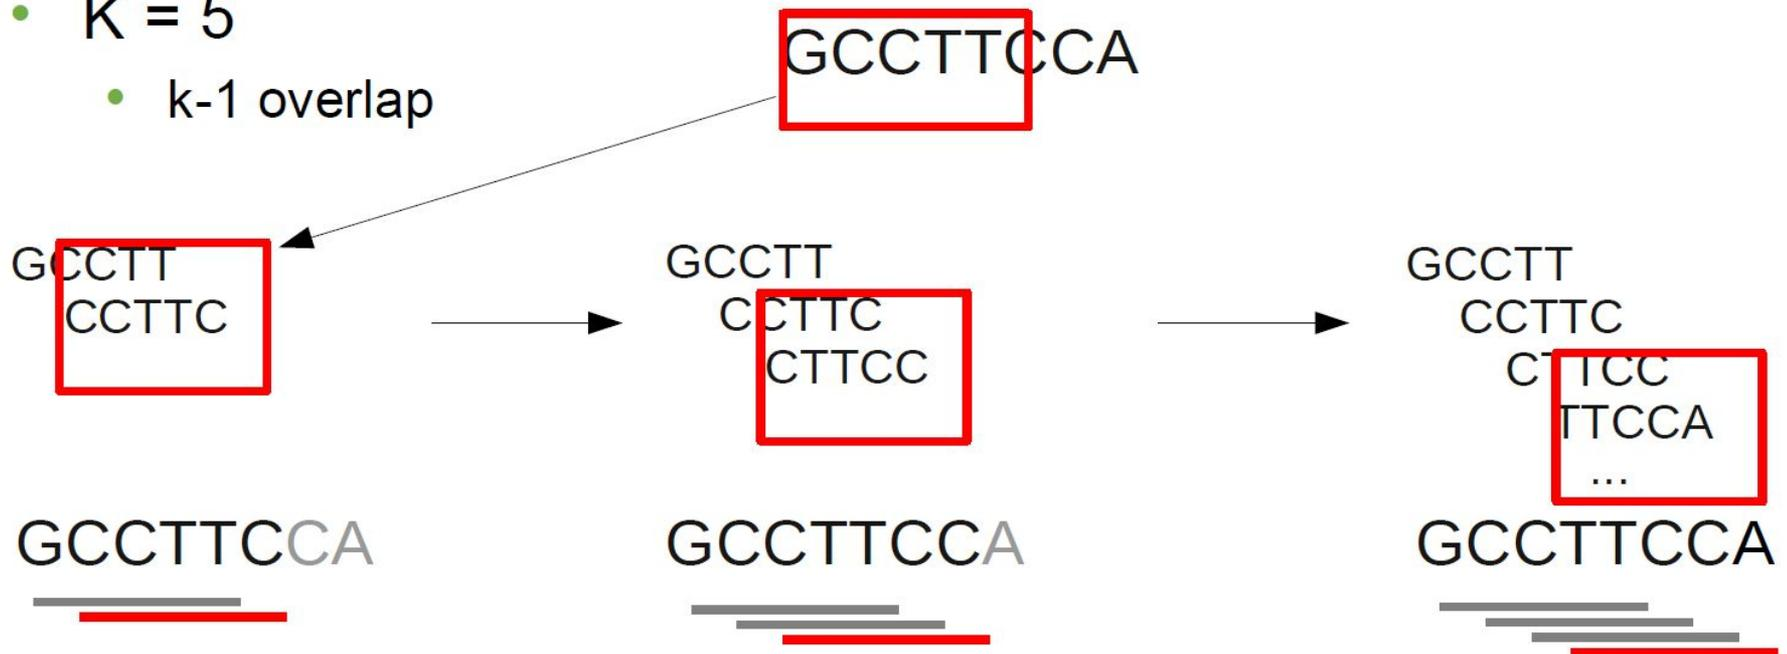 K = 5
k-1 overlap
GCCTTCCA
GCCTT
CCTTC
GCCTTCCA
GCCTT
CCTTC
CTTCC
GCCTTCCA
GCCTT
CCTTC
CTTCC
TTCCA
...
GCCTTCCA